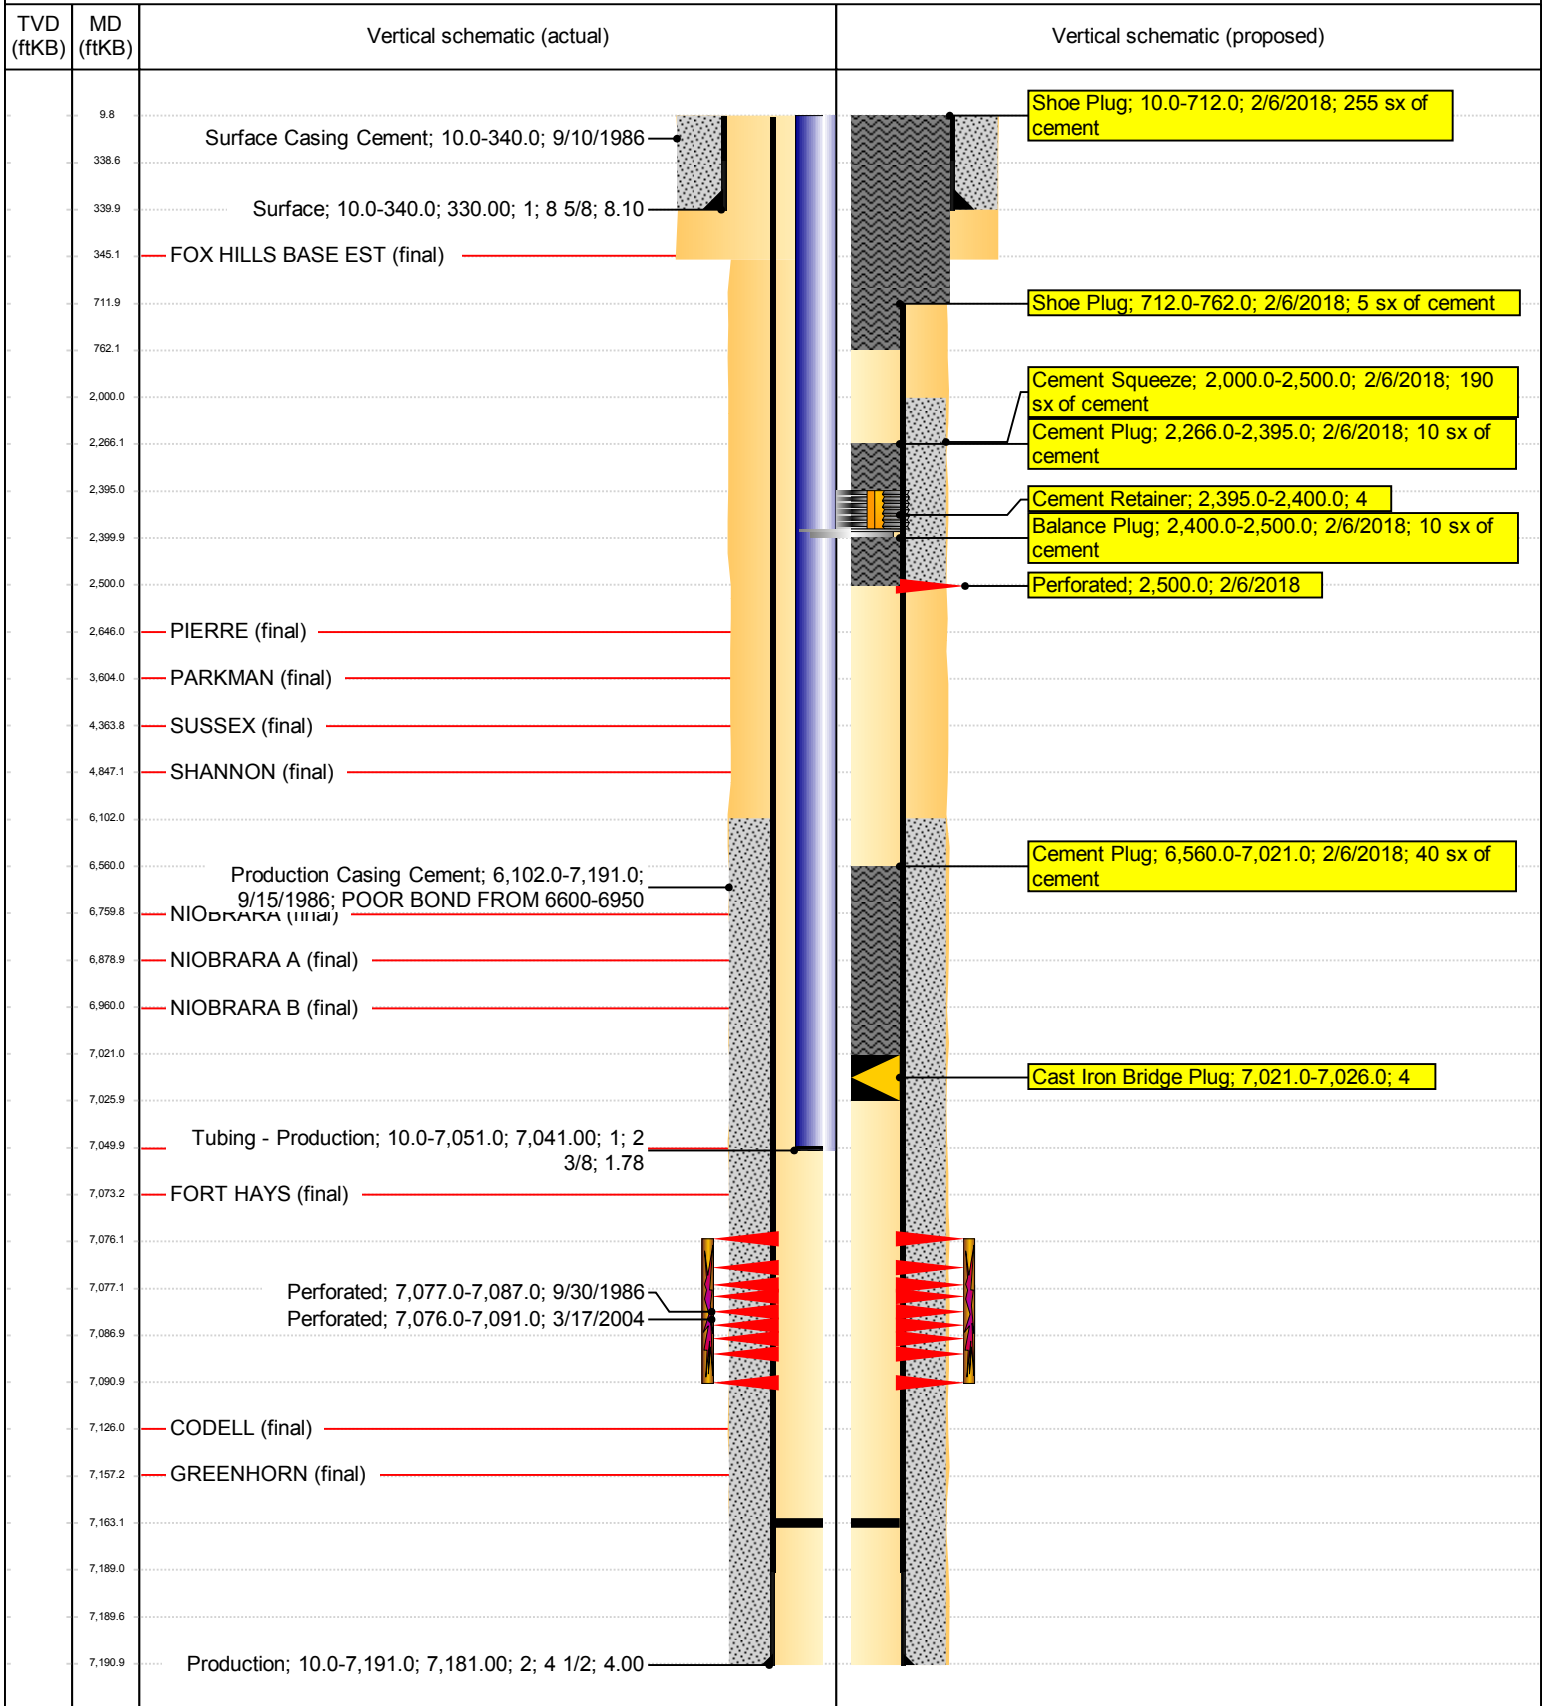 TVD (ftKB)
MD (ftKB)
Vertical schematic (actual)
Vertical schematic (proposed)
9.8
Surface Casing Cement; 10.0-340.0; 9/10/1986
Shoe Plug; 10.0-712.0; 2/6/2018; 255 sx of
cement
338.6
339.9
Surface; 10.0-340.0; 330.00; 1; 8 5/8; 8.10
345.1
FOX HILLS BASE EST (final)
711.9
Shoe Plug; 712.0-762.0; 2/6/2018; 5 sx of cement
762.1
2,000.0
Cement Squeeze; 2,000.0-2,500.0; 2/6/2018; 190
sx of cement
2,266.1
Cement Plug; 2,266.0-2,395.0; 2/6/2018; 10 sx of
cement
2,395.0
Cement Retainer; 2,395.0-2,400.0; 4
2,399.9
Balance Plug; 2,400.0-2,500.0; 2/6/2018; 10 sx of
cement
2,500.0
Perforated; 2,500.0; 2/6/2018
2,646.0
PIERRE (final)
3,604.0
PARKMAN (final)
4,363.8
SUSSEX (final)
4,847.1
SHANNON (final)
6,102.0
6,560.0
Production Casing Cement; 6,102.0-7,191.0;
9/15/1986; POOR BOND FROM 6600-6950
Cement Plug; 6,560.0-7,021.0; 2/6/2018; 40 sx of
cement
6,759.8
NIOBRARA (final)
6,878.9
NIOBRARA A (final)
6,960.0
NIOBRARA B (final)
7,021.0
Cast Iron Bridge Plug; 7,021.0-7,026.0; 4
7,025.9
7,049.9
Tubing - Production; 10.0-7,051.0; 7,041.00; 1; 2
3/8; 1.78
7,073.2
FORT HAYS (final)
7,076.1
7,077.1
Perforated; 7,077.0-7,087.0; 9/30/1986
Perforated; 7,076.0-7,091.0; 3/17/2004
7,086.9
7,090.9
7,126.0
CODELL (final)
7,157.2
GREENHORN (final)
7,163.1
7,189.0
7,189.6
7,190.9
Production; 10.0-7,191.0; 7,181.00; 2; 4 1/2; 4.00